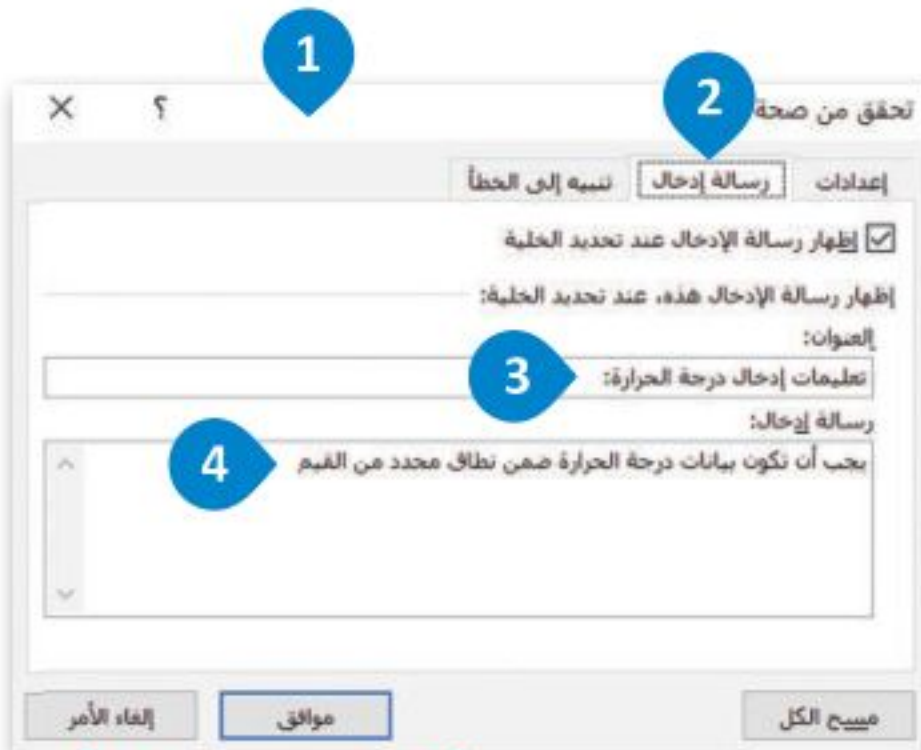 1
2
تحقق من صحة
؟
إعدادات
رسالة إدخال
تنبيه إلى الخطأ
إظهار رسالة الإدخال عند تحديد الخلية
إظهار رسالة الإدخال هذه، عند تحديد الخلية:
العنوان:
تعليمات إدخال درجة الحرارة:
3
رسالة إدخال:
يجب أن تكون بيانات درجة الحرارة ضمن نطاق محدد من القيم
4
مسح الكل
موافق
إلغاء الأمر